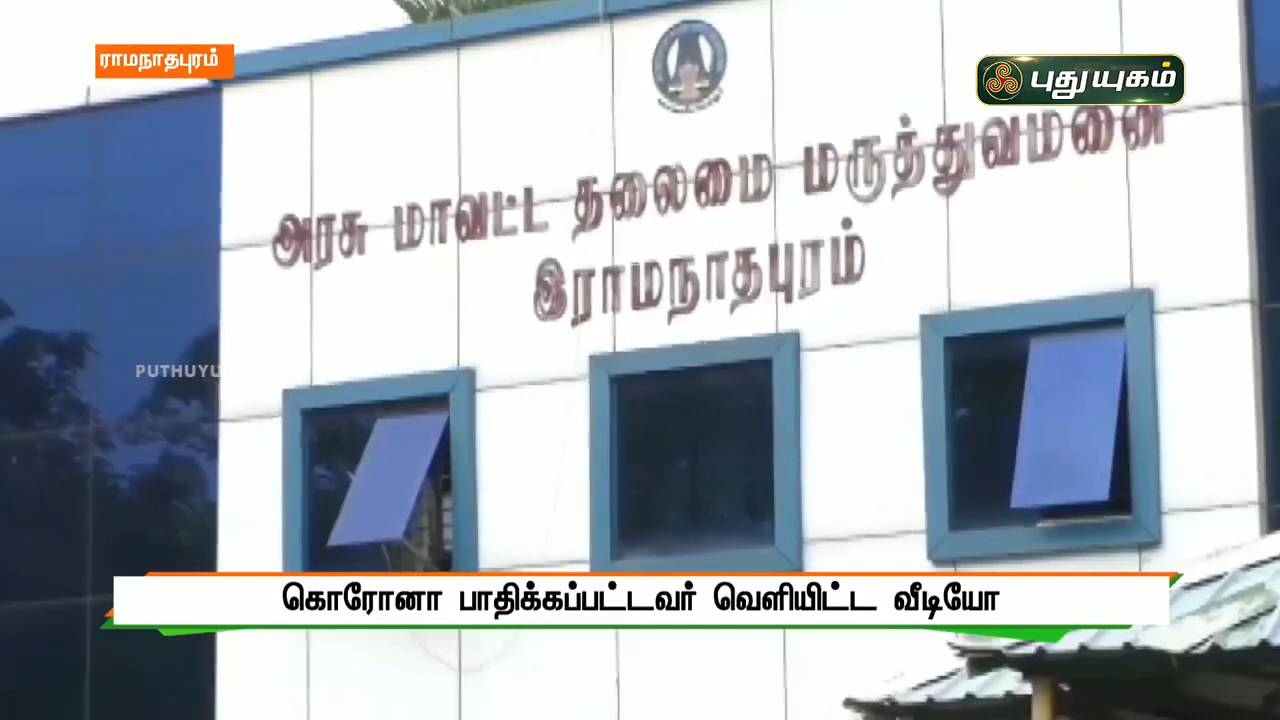 ராமநாதபுரம்
புதுயுகம்
அரசு மாவட்ட தலைமை மருத்துவமனை
இராமநாதபுரம்
PUTHUYU
கொரோனா பாதிக்கப்பட்டவர் வெளியிட்ட வீடியோ